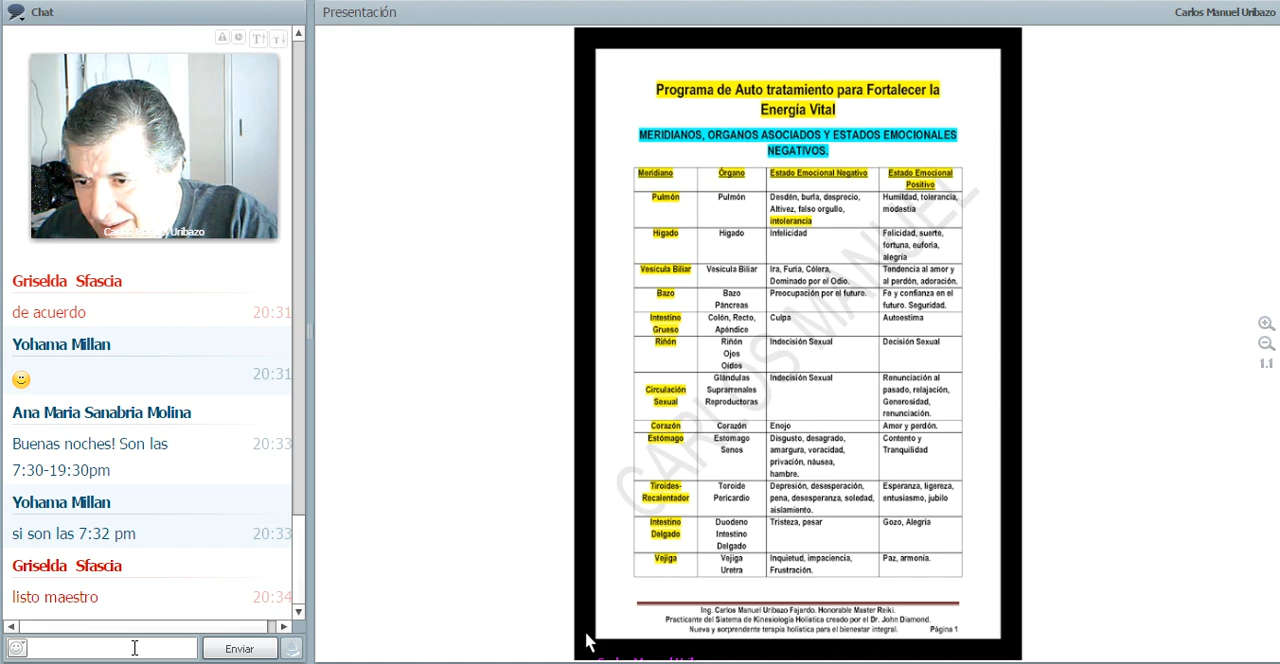 Chat
Carlos Manuel Uribazo
Griselda Sfascia
de acuerdo 20:31
Yohama Millan
20:31
Ana Maria Sanabria Molina
Buenas noches! Son las 20:33
7:30-19:30pm
Yohama Millan
si son las 7:32 pm 20:33
Griselda Sfascia
listo maestro 20:34
Enviar
Presentación
Carlos Manuel Uribazo
1.1
Programa de Auto tratamiento para Fortalecer la
Energía Vital
MERIDIANOS, ORGANOS ASOCIADOS Y ESTADOS EMOCIONALES
NEGATIVOS.
Meridiano Órgano Estado Emocional Negativo Estado Emocional
Positivo
Pulmón Pulmón Desdén, burla, desprecio, Humildad, tolerancia,
Altivez, falso orgullo, modestia
intolerancia
Hígado Hígado Infelicidad Felicidad, suerte,
fortuna, euforia,
alegría
Vesícula Biliar Vesícula Biliar Ira, Furia, Cólera, Tendencia al amor y
Dominado por el Odio. al perdón, adoración.
Bazo Bazo Preocupación por el futuro. Fe y confianza en el
Páncreas futuro. Seguridad.
Intestino Colón, Recto, Culpa Autoestima
Grueso Apéndice
Riñón Riñón Indecisión Sexual Decisión Sexual
Ojos
Oídos
Glándulas Indecisión Sexual Renunciación al
Circulación Suprarrenales pasado, relajación,
Sexual Reproductoras Generosidad,
renunciación.
Corazón Corazón Enojo Amor y perdón.
Estómago Estomago Disgusto, desagrado, Contento y
Senos amargura, voracidad, Tranquilidad
privación, náusea,
hambre.
Tiroides- Toroide Depresión, desesperación, Esperanza, ligereza,
Recalentador Pericardio pena, desesperanza, soledad, entusiasmo, jubilo
aislamiento.
Intestino Duodeno Tristeza, pesar Gozo, Alegría
Delgado Intestino
Delgado
Vejiga Vejiga Inquietud, impaciencia, Paz, armonía.
Uretra Frustración.
CARLOS MANUEL
Ing. Carlos Manuel Uribazo Fajardo. Honorable Master Reiki.
Practicante del Sistema de Kinesiología Holística creado por el Dr. John Diamond.
Nueva y sorprendente terapia holística para el bienestar integral. Página 1